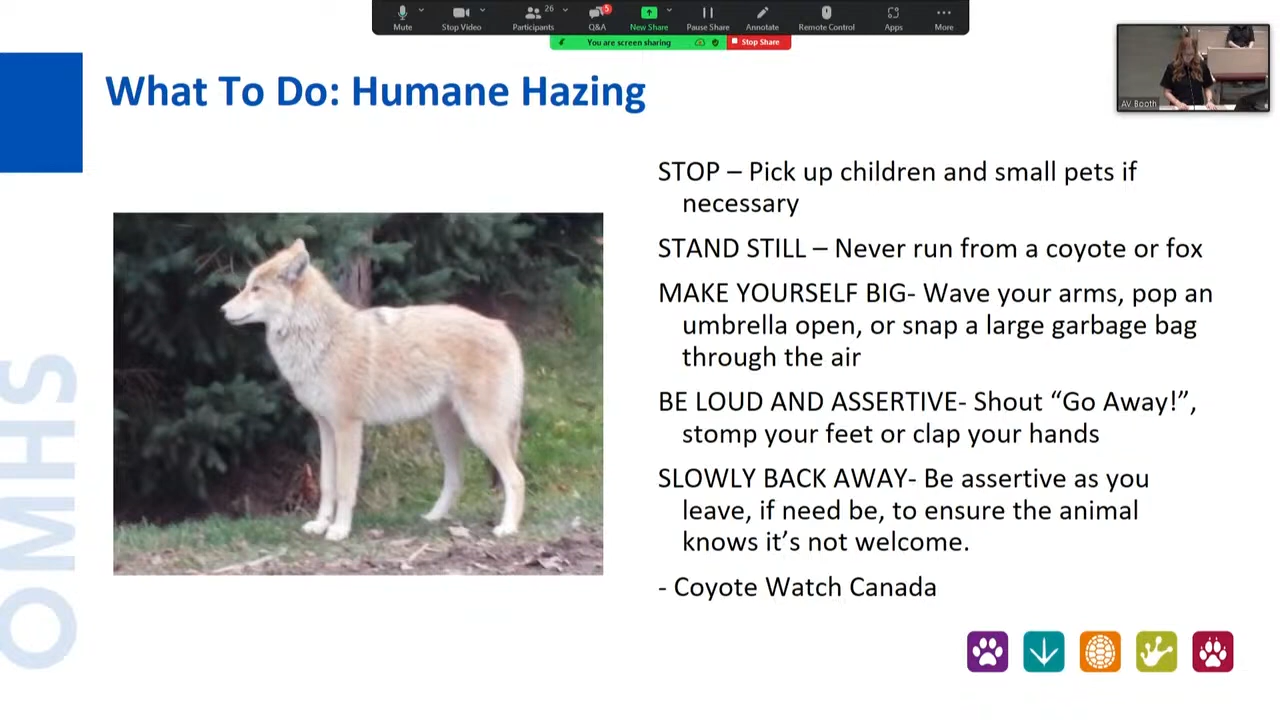 26
5
Mute
Stop Video
Participants
Q&A
New Share
Pause Share
Annotate
Remote Control
Apps
More
You are screen sharing
Stop Share
AV Booth
What To Do: Humane Hazing
STOP – Pick up children and small pets if
necessary
STAND STILL – Never run from a coyote or fox
MAKE YOURSELF BIG- Wave your arms, pop an
umbrella open, or snap a large garbage bag
through the air
BE LOUD AND ASSERTIVE- Shout “Go Away!”,
stomp your feet or clap your hands
SLOWLY BACK AWAY- Be assertive as you
leave, if need be, to ensure the animal
knows it’s not welcome.
- Coyote Watch Canada
OMHS